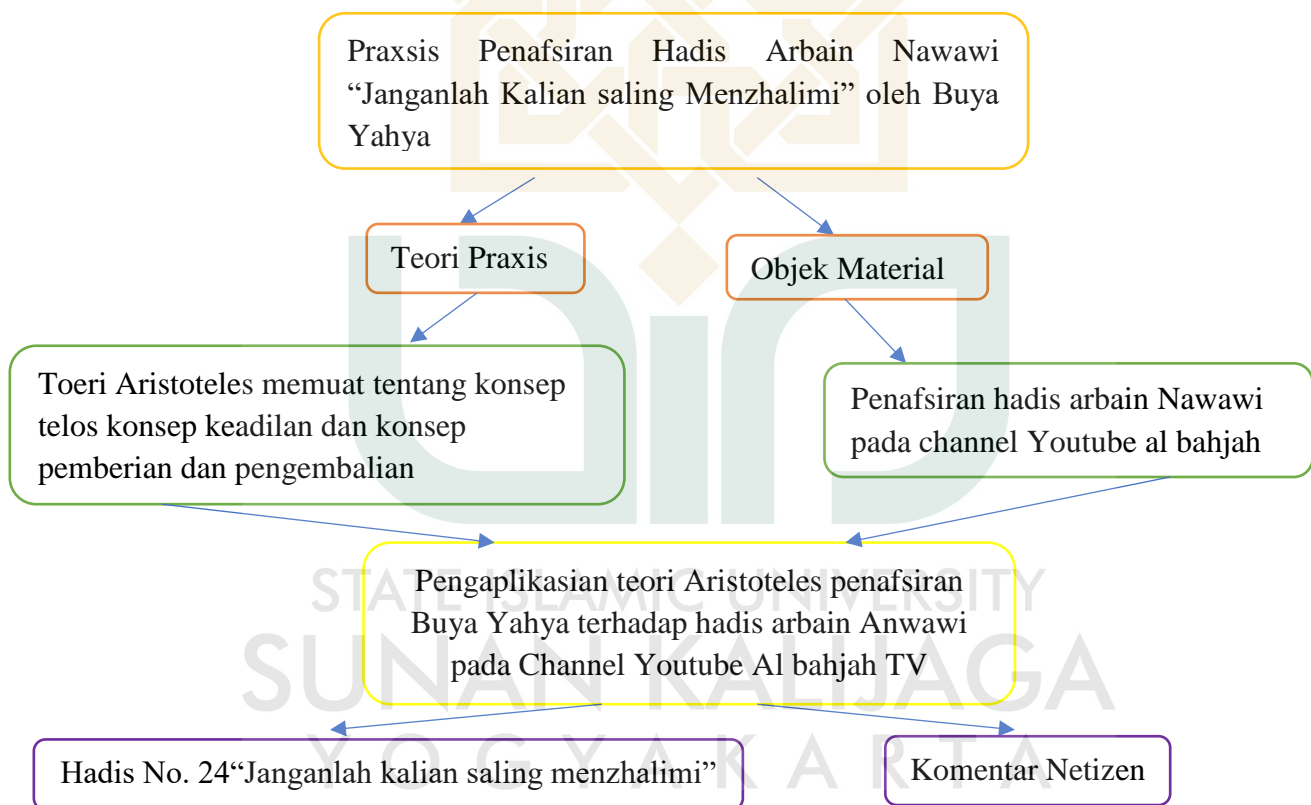 Praxsis Penafsiran Hadis Arbain Nawawi
“Janganlah Kalian saling Menzhalimi” oleh Buya
Yahya
Teori Praxis
Objek Material
Toeri Aristoteles memuat tentang konsep
telos konsep keadilan dan konsep
pemberian dan pengembalian
Penafsiran hadis arbain Nawawi
pada channel Youtube al bahjah
Pengaplikasian teori Aristoteles penafsiran
Buya Yahya terhadap hadis arbain Anwawi
pada Channel Youtube Al bahjah TV
STATE ISLAMIC UNIVERSITY
SUNAN KALIJAGA
YOGYAKARTA
Hadis No. 24“Janganlah kalian saling menzhalimi”
Komentar Netizen